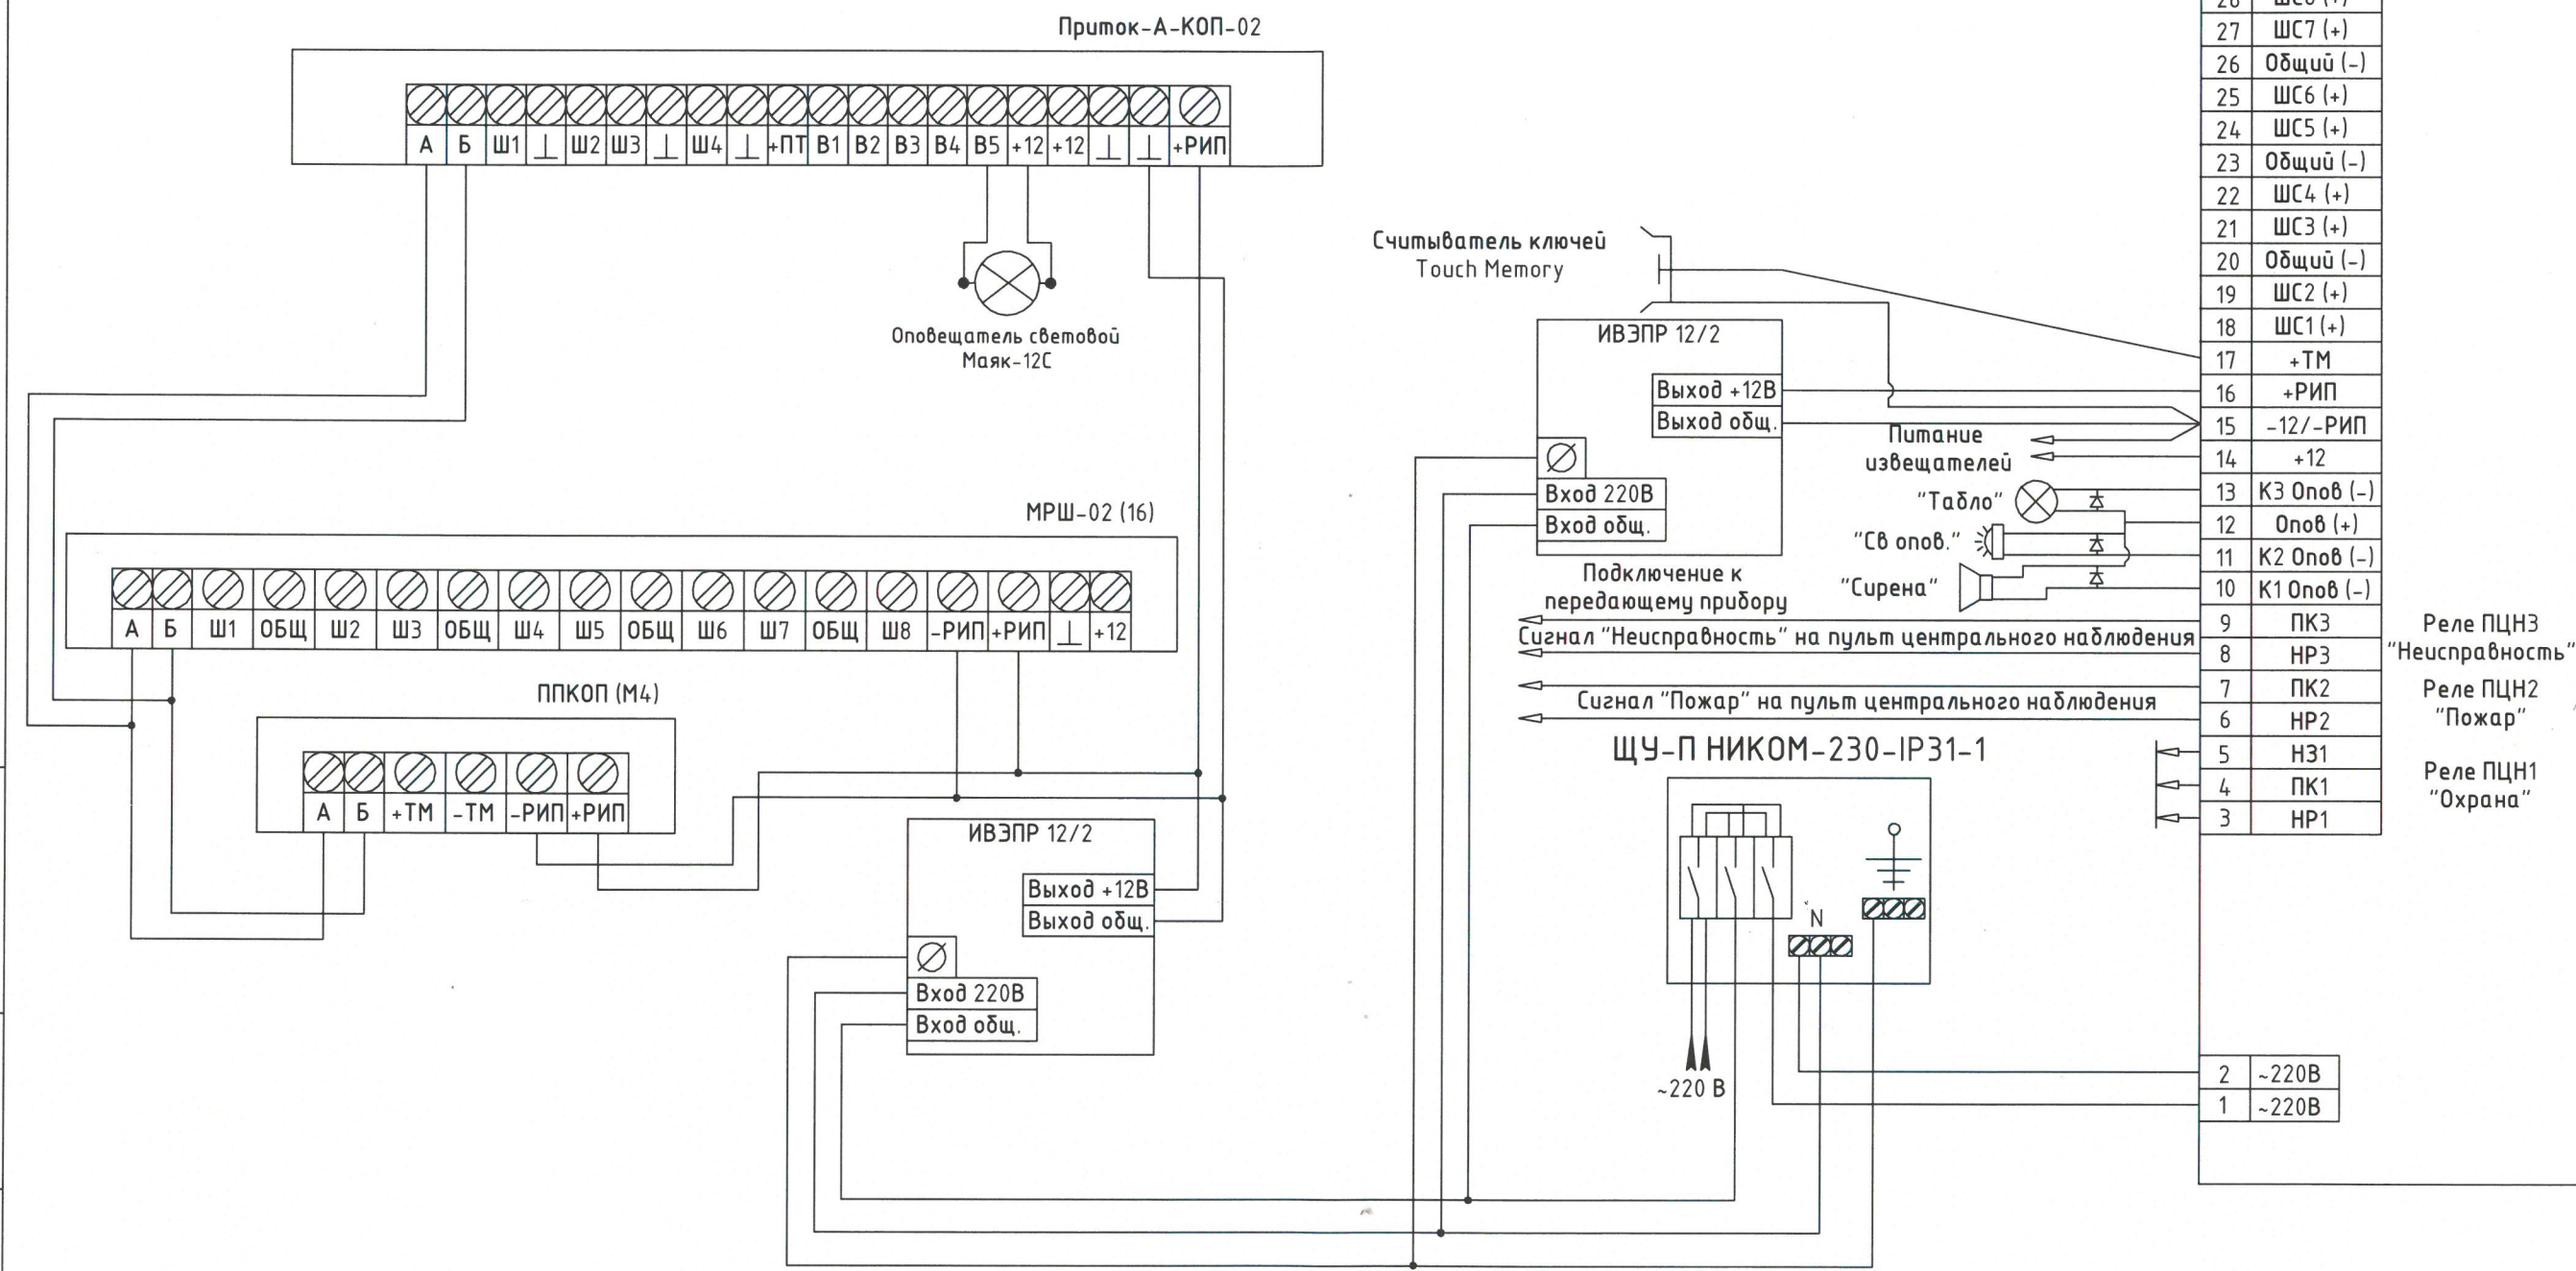 Приток-А-КОП-02
А Б Ш1 ⊥ Ш2 Ш3 ⊥ Ш4 ⊥ +ПТ В1 В2 В3 В4 В5 +12 +12 ⊥ ⊥ +РИП
Оповещатель световой
Маяк-12С
МРШ-02 (16)
А Б Ш1 ОБЩ Ш2 Ш3 ОБЩ Ш4 Ш5 ОБЩ Ш6 Ш7 ОБЩ Ш8 -РИП +РИП ⊥ +12
ППКОП (М4)
А Б +ТМ -ТМ -РИП +РИП
ИВЭПР 12/2
Выход +12В
Выход общ.
Вход 220В
Вход общ.
Считыватель ключей
Touch Memory
ИВЭПР 12/2
Выход +12В
Выход общ.
Вход 220В
Вход общ.
Питание
извещателей
"Табло"
"Св опов."
"Сирена"
Подключение к
передающему прибору
Сигнал "Неисправность" на пульт центрального наблюдения
Сигнал "Пожар" на пульт центрального наблюдения
ЩУ-П НИКОМ-230-IP31-1
N
~220 В
27 ШС7 (+)
26 Общий (-)
25 ШС6 (+)
24 ШС5 (+)
23 Общий (-)
22 ШС4 (+)
21 ШС3 (+)
20 Общий (-)
19 ШС2 (+)
18 ШС1 (+)
17 +ТМ
16 +РИП
15 -12/-РИП
14 +12
13 К3 Опов (-)
12 Опов (+)
11 К2 Опов (-)
10 К1 Опов (-)
9 ПК3
8 НР3
7 ПК2
6 НР2
5 НЗ1
4 ПК1
3 НР1
Реле ПЦН3
"Неисправность"
Реле ПЦН2
"Пожар"
Реле ПЦН1
"Охрана"
2 ~220В
1 ~220В